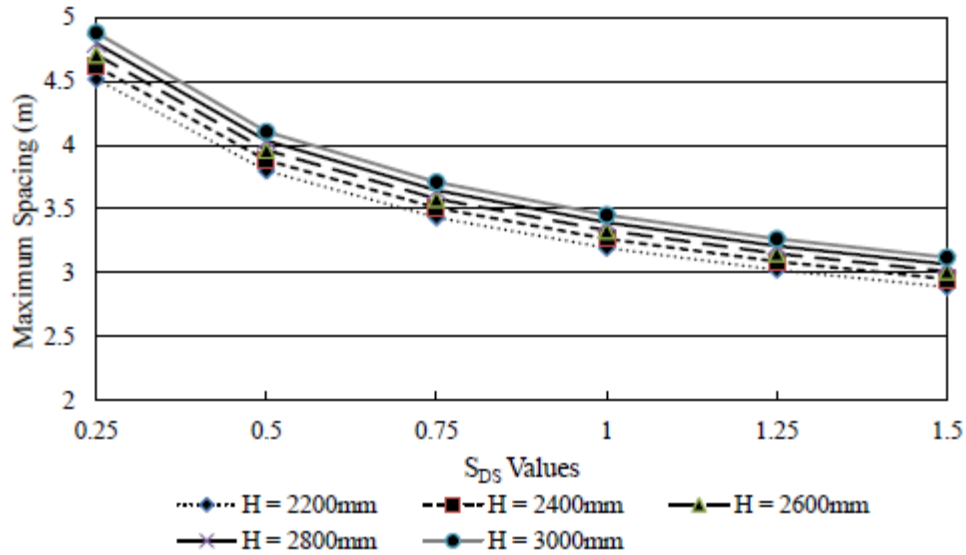 5
4.5
4
3.5
3
2.5
2
Maximum Spacing (m)
0.25 0.5 0.75 1 1.25 1.5
S_DS Values
H = 2200mm H = 2400mm H = 2600mm
H = 2800mm H = 3000mm